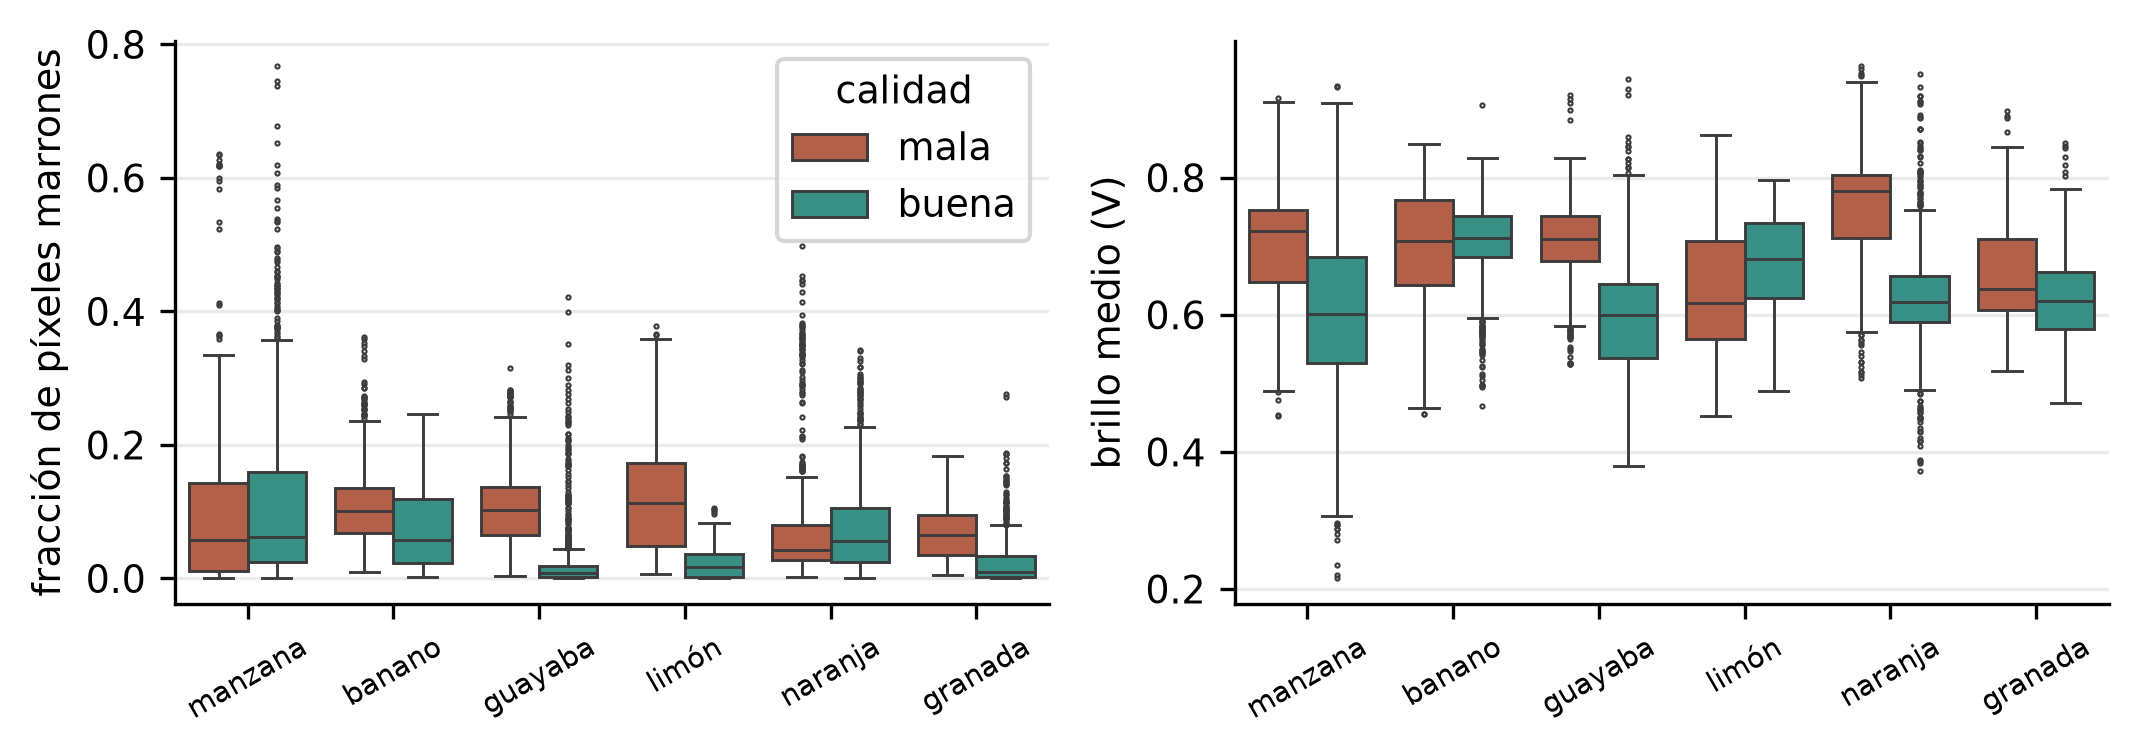 fracción de píxeles marrones
0.8
0.6
0.4
0.2
0.0
calidad
mala
buena
manzana
banano
guayaba
limón
naranja
granada
brillo medio (V)
0.8
0.6
0.4
0.2
manzana
banano
guayaba
limón
naranja
granada